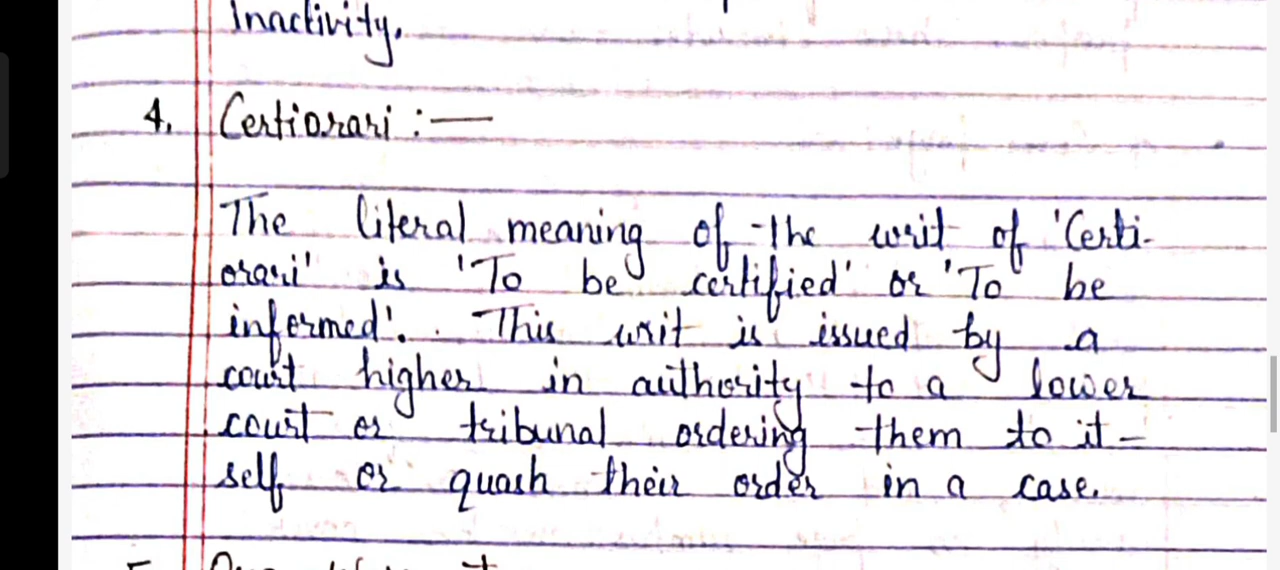 Inactivity.
4. Certiorari :—
The literal meaning of the writ of 'Certi-
orari' is 'To be certified' or 'To be
informed'. This writ is issued by a
court higher in authority to a lower
court or tribunal ordering them to it-
self or quash their order in a case.
5.